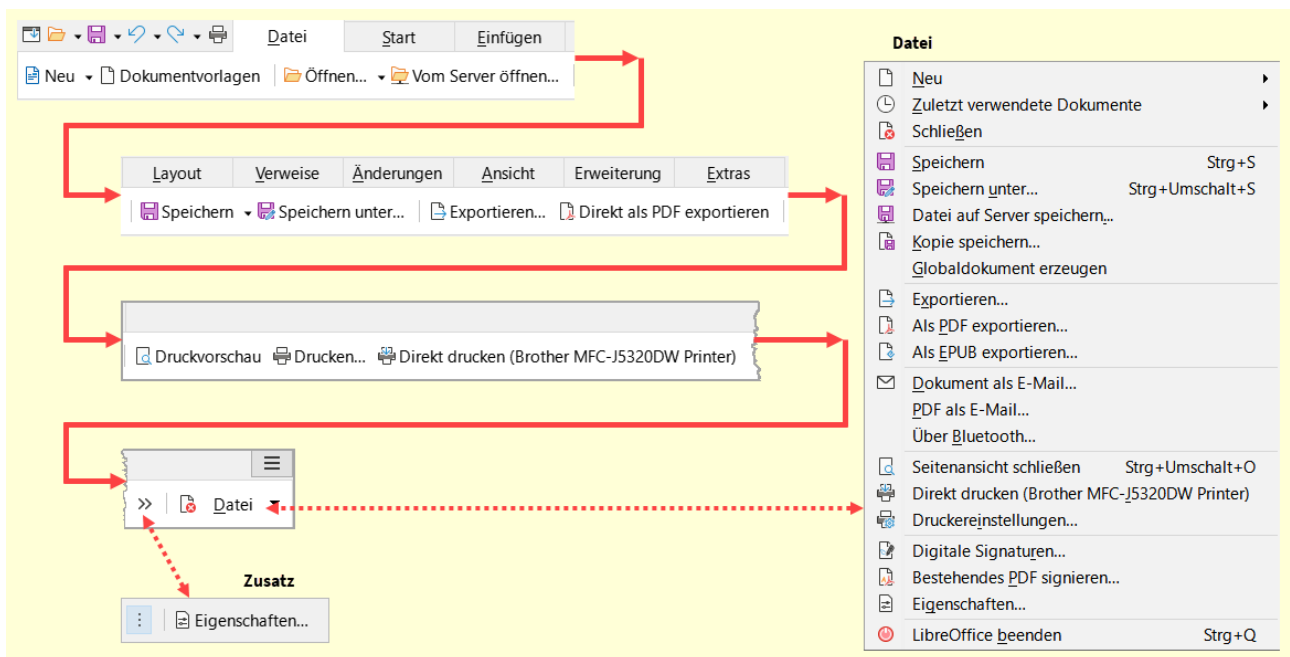 Datei Start Einfügen
Neu Dokumentvorlagen Öffnen... Vom Server öffnen...
Layout Verweise Änderungen Ansicht Erweiterung Extras
Speichern Speichern unter... Exportieren... Direkt als PDF exportieren
Druckvorschau Drucken... Direkt drucken (Brother MFC-J5320DW Printer)
Datei
Zusatz
Eigenschaften...
Datei
Neu
Zuletzt verwendete Dokumente
Schließen
Speichern Strg+S
Speichern unter... Strg+Umschalt+S
Datei auf Server speichern...
Kopie speichern...
Globaldokument erzeugen
Exportieren...
Als PDF exportieren...
Als EPUB exportieren...
Dokument als E-Mail...
PDF als E-Mail...
Über Bluetooth...
Seitenansicht schließen Strg+Umschalt+O
Direkt drucken (Brother MFC-J5320DW Printer)
Druckereinstellungen...
Digitale Signaturen...
Bestehendes PDF signieren...
Eigenschaften...
LibreOffice beenden Strg+Q